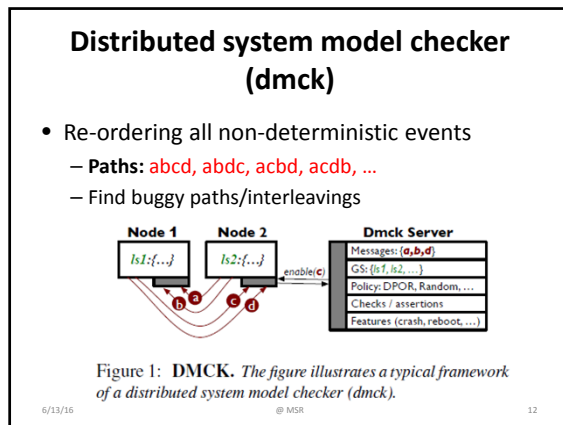 Distributed system model checker
(dmck)
• Re-ordering all non-deterministic events
– Paths: abcd, abdc, acbd, acdb, …
– Find buggy paths/interleavings
Node 1
Node 2
Dmck Server
ls1:{…}
ls2:{…}
b
a
c
d
enable(c)
Messages: {a,b,d}
GS: {ls1, ls2, …}
Policy: DPOR, Random, …
Checks / assertions
Features (crash, reboot, …)
Figure 1: DMCK. The figure illustrates a typical framework
of a distributed system model checker (dmck).
6/13/16
@ MSR
12